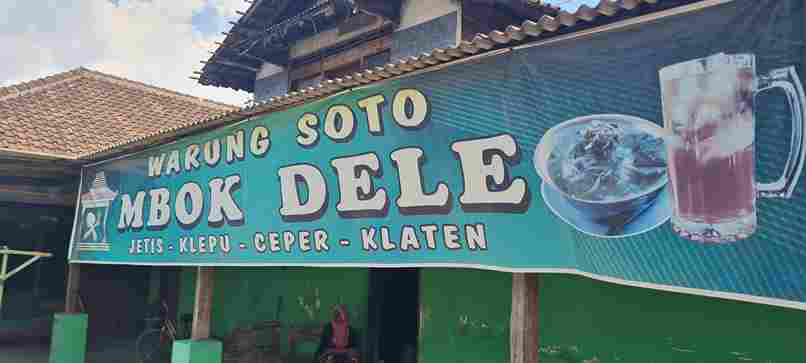 WARUNG SOTO
MBOK DELE
JETIS - KLEPU - CEPER - KLATEN